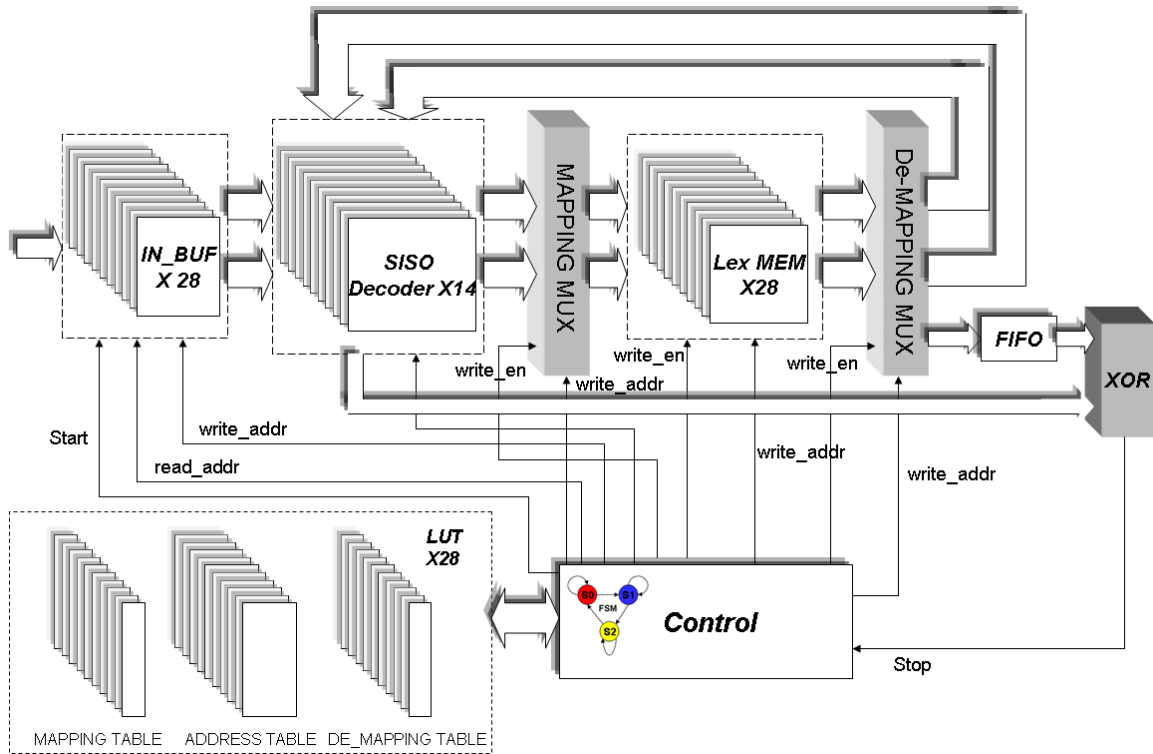 IN_BUF
X 28
SISO
Decoder X14
MAPPING MUX
Lex MEM
X28
De-MAPPING MUX
FIFO
XOR
write_en
write_addr
write_en
write_en
Start
write_addr
read_addr
write_addr
write_addr
LUT
X28
MAPPING TABLE
ADDRESS TABLE
DE_MAPPING TABLE
S0
S1
FSM
S2
Control
Stop